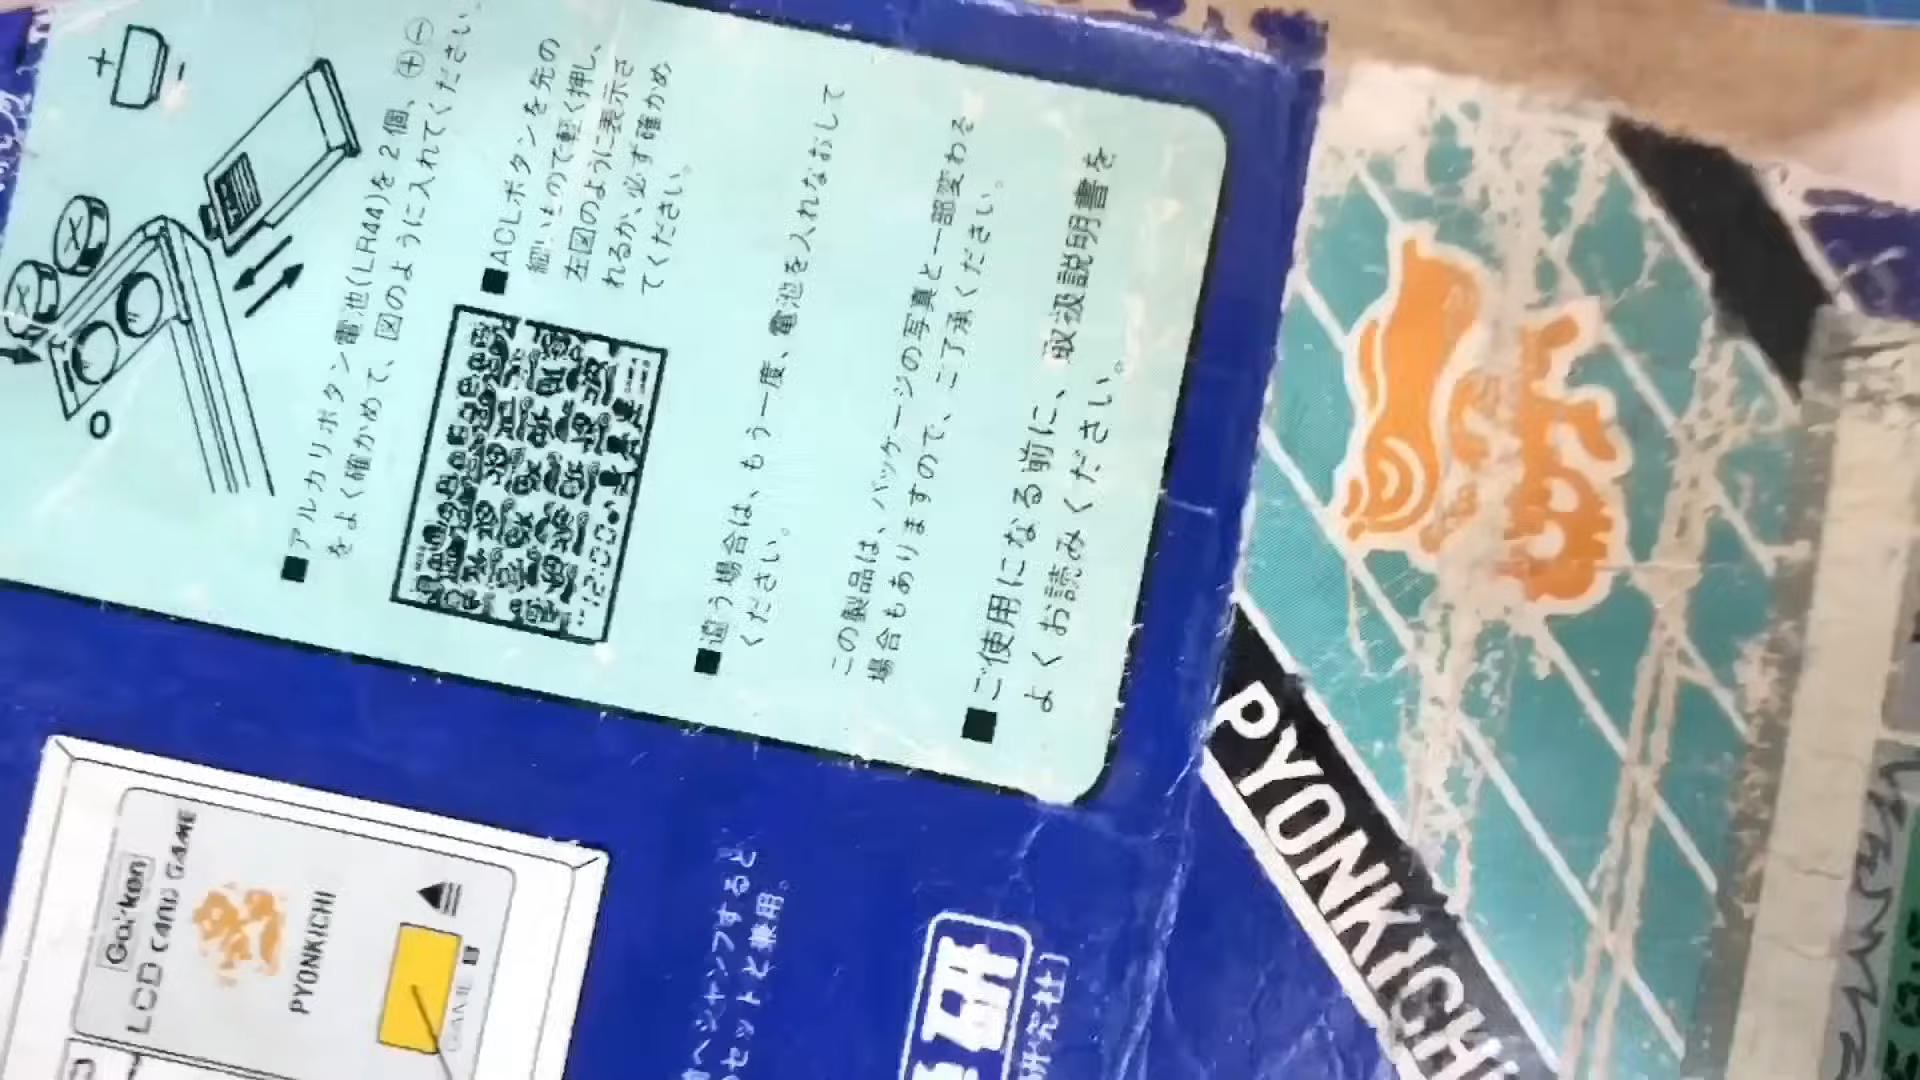 ■アルカリボタン電池(LR44)を2個、⊕⊖
をよく確かめて、図のように入れてください。
■ACLボタンを先の
細いもので軽く押し、
左図のように表示さ
れるか、必ず確かめ
てください。
12:00
■違う場合は、もう一度、電池を入れなおして
ください。
この製品は、パッケージの写真と一部変わる
場合もありますので、ご了承ください。
■ご使用になる前に、取扱説明書を
よくお読みください。
Gakken
LCD CARD GAME
PYONKICHI
GAME B
研
PYONKICHI